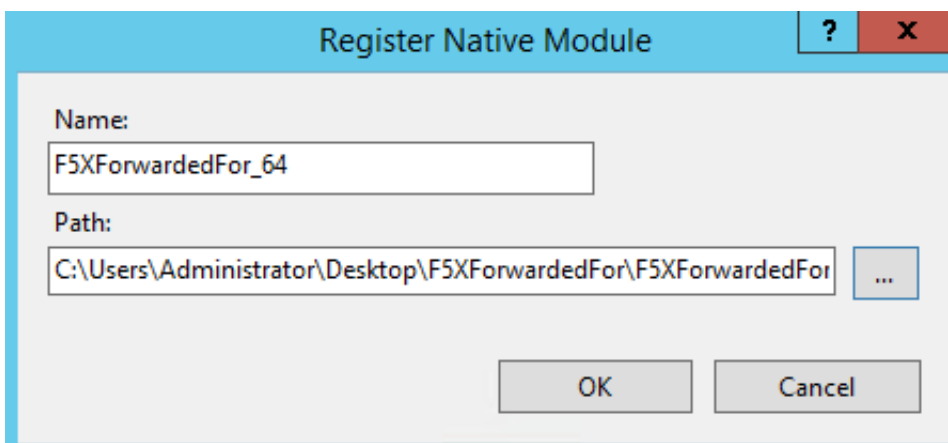 Register Native Module
?
x
Name:
F5XForwardedFor_64
Path:
C:\Users\Administrator\Desktop\F5XForwardedFor\F5XForwardedFor
...
OK
Cancel